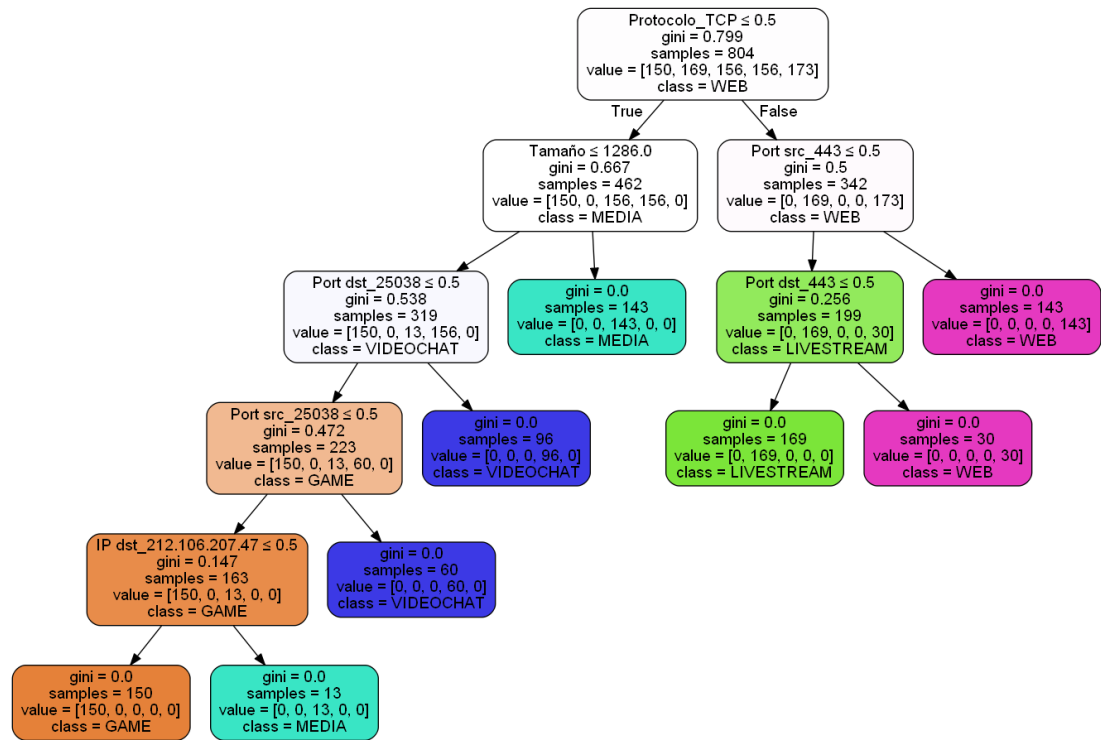 Protocolo_TCP ≤ 0.5
gini = 0.799
samples = 804
value = [150, 169, 156, 156, 173]
class = WEB
True
False
Tamaño ≤ 1286.0
gini = 0.667
samples = 462
value = [150, 0, 156, 156, 0]
class = MEDIA
Port src_443 ≤ 0.5
gini = 0.5
samples = 342
value = [0, 169, 0, 0, 173]
class = WEB
Port dst_25038 ≤ 0.5
gini = 0.538
samples = 319
value = [150, 0, 13, 156, 0]
class = VIDEOCHAT
gini = 0.0
samples = 143
value = [0, 0, 143, 0, 0]
class = MEDIA
Port dst_443 ≤ 0.5
gini = 0.256
samples = 199
value = [0, 169, 0, 0, 30]
class = LIVESTREAM
gini = 0.0
samples = 143
value = [0, 0, 0, 0, 143]
class = WEB
Port src_25038 ≤ 0.5
gini = 0.472
samples = 223
value = [150, 0, 13, 60, 0]
class = GAME
gini = 0.0
samples = 96
value = [0, 0, 0, 96, 0]
class = VIDEOCHAT
gini = 0.0
samples = 169
value = [0, 169, 0, 0, 0]
class = LIVESTREAM
gini = 0.0
samples = 30
value = [0, 0, 0, 0, 30]
class = WEB
IP dst_212.106.207.47 ≤ 0.5
gini = 0.147
samples = 163
value = [150, 0, 13, 0, 0]
class = GAME
gini = 0.0
samples = 60
value = [0, 0, 0, 60, 0]
class = VIDEOCHAT
gini = 0.0
samples = 150
value = [150, 0, 0, 0, 0]
class = GAME
gini = 0.0
samples = 13
value = [0, 0, 13, 0, 0]
class = MEDIA